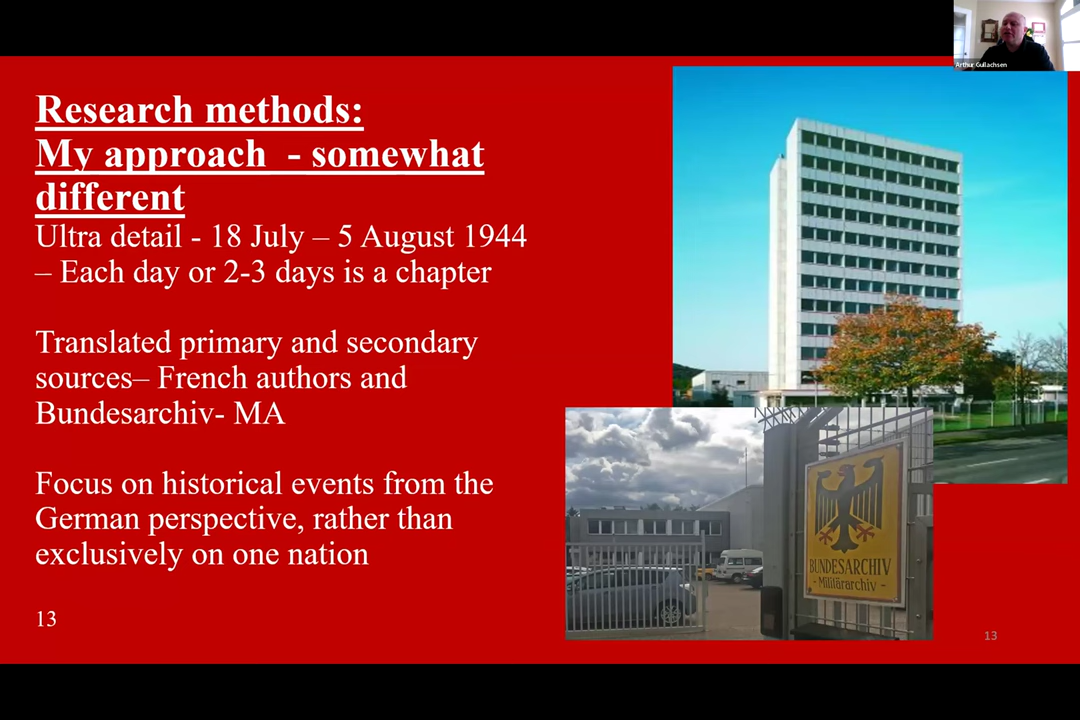 Arthur Gullachsen
Research methods:
My approach - somewhat
different
Ultra detail - 18 July – 5 August 1944
– Each day or 2-3 days is a chapter
Translated primary and secondary
sources– French authors and
Bundesarchiv- MA
Focus on historical events from the
German perspective, rather than
exclusively on one nation
13
BUNDESARCHIV
- Militärarchiv -
13